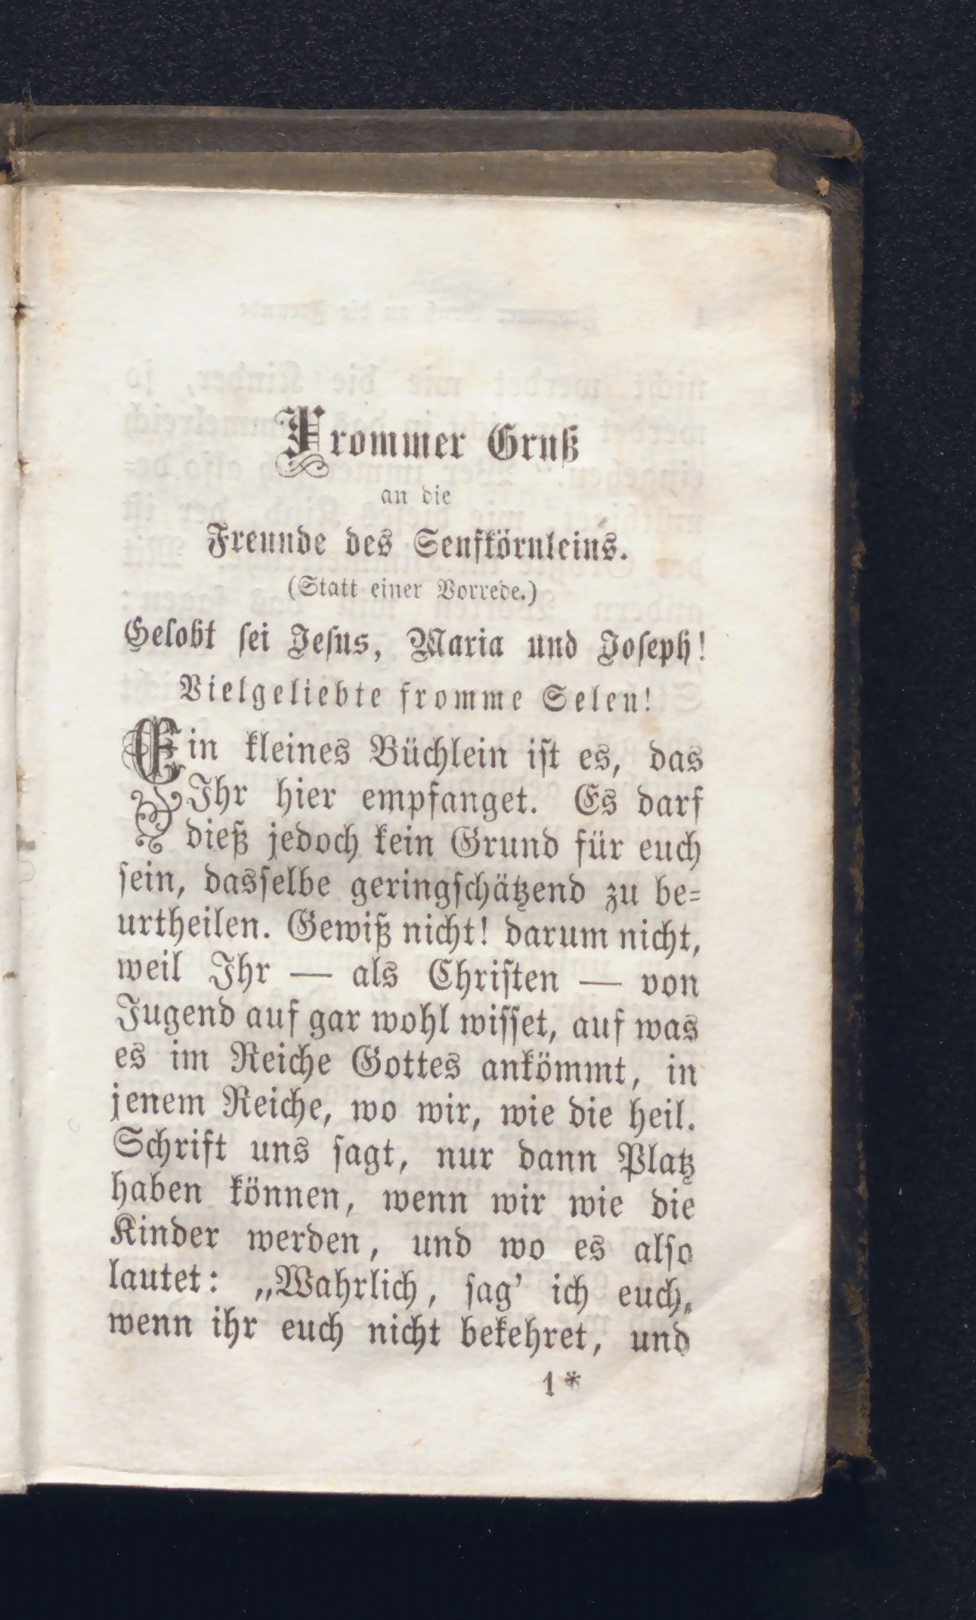 Frommer Gruß
an die
Freunde des Senfkörnleins.
(Statt einer Vorrede.)
Gelobt sei Jesus, Maria und Joseph!
Vielgeliebte fromme Selen!
Ein kleines Büchlein ist es, das
Ihr hier empfanget. Es darf
dieß jedoch kein Grund für euch
sein, dasselbe geringschätzend zu be-
urtheilen. Gewiß nicht! darum nicht,
weil Ihr — als Christen — von
Jugend auf gar wohl wisset, auf was
es im Reiche Gottes ankömmt, in
jenem Reiche, wo wir, wie die heil.
Schrift uns sagt, nur dann Platz
haben können, wenn wir wie die
Kinder werden, und wo es also
lautet: „Wahrlich, sag' ich euch,
wenn ihr euch nicht bekehret, und
1*